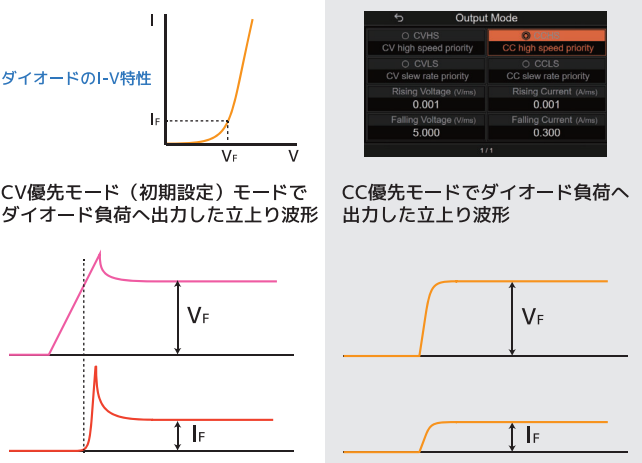 I
ダイオードのI-V特性
IF
VF
V
Output Mode
CVHS
CV high speed priority
CC high speed priority
CVLS
CCLS
CV slew rate priority
CC slew rate priority
Rising Voltage (V/ms)
Rising Current (A/ms)
0.001
0.001
Falling Voltage (V/ms)
Falling Current (A/ms)
5.000
0.300
1/1
CV優先モード（初期設定）モードで
ダイオード負荷へ出力した立上り波形
CC優先モードでダイオード負荷へ
出力した立上り波形
VF
VF
IF
IF